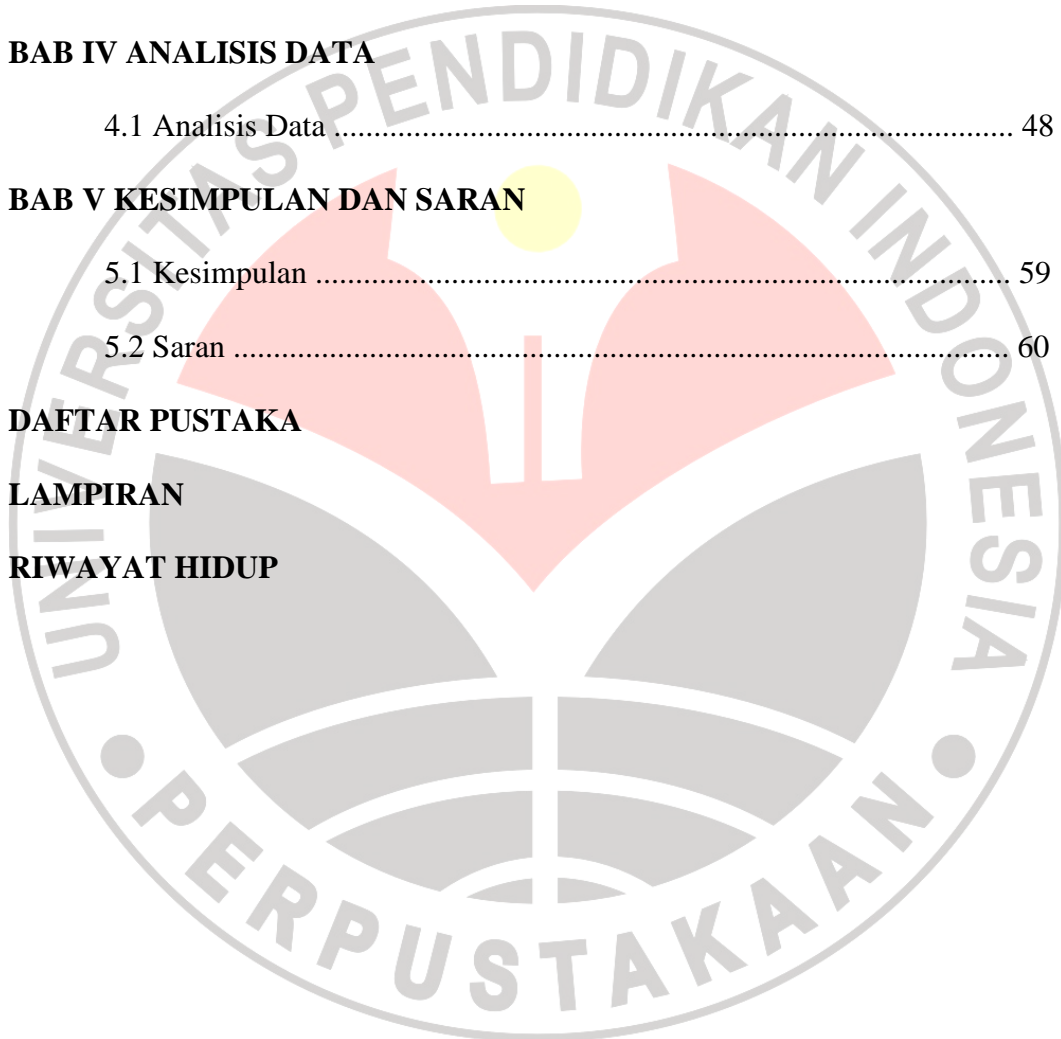 BAB IV ANALISIS DATA
4.1 Analisis Data ..................................................................................... 48
BAB V KESIMPULAN DAN SARAN
5.1 Kesimpulan ....................................................................................... 59
5.2 Saran ................................................................................................. 60
DAFTAR PUSTAKA
LAMPIRAN
RIWAYAT HIDUP
UNIVERSITAS PENDIDIKAN INDONESIA
PERPUSTAKAAN